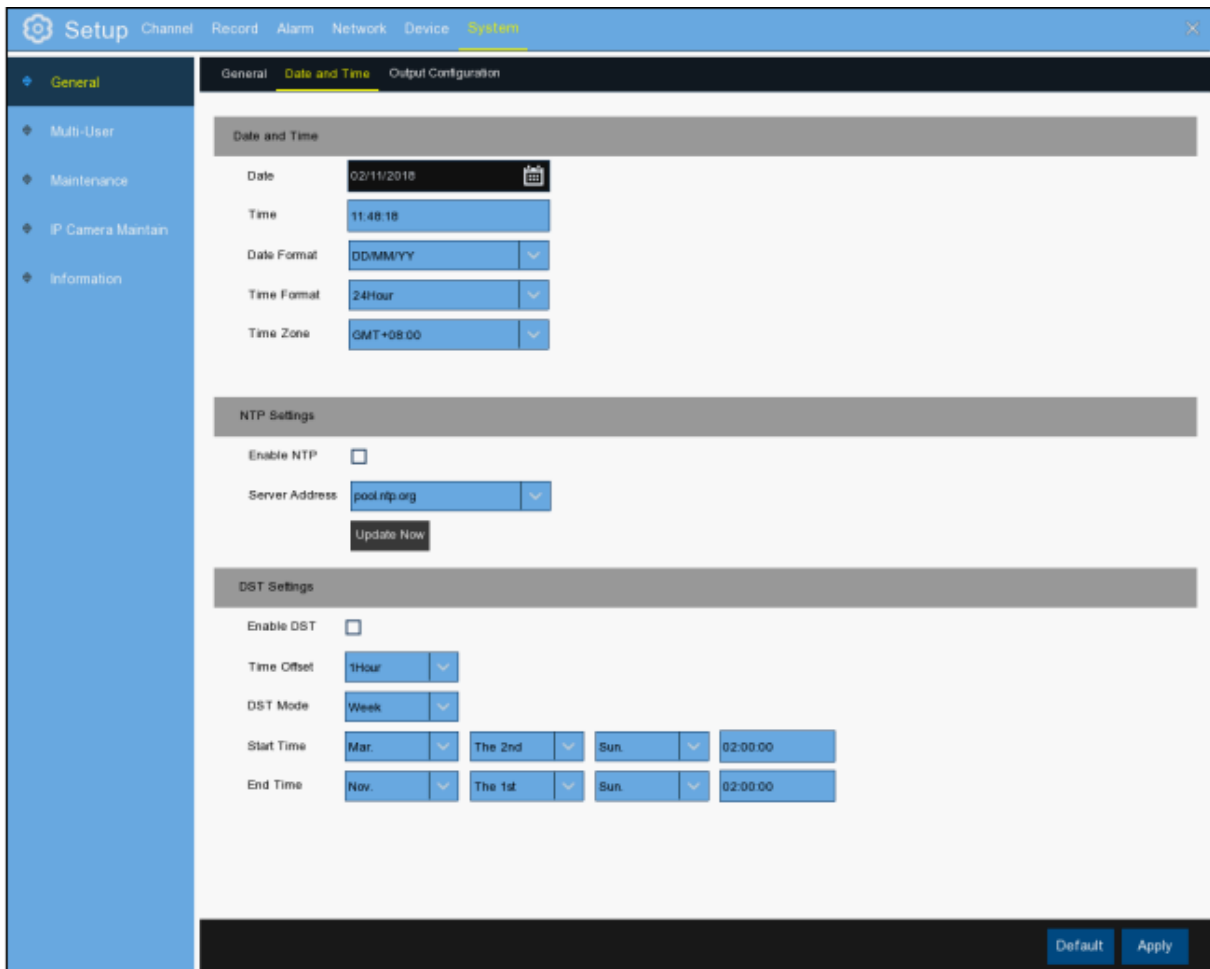 Setup Channel Record Alarm Network Device System
General Date and Time Output Configuration
General
Multi-User
Maintenance
IP Camera Maintain
Information
Date and Time
Date 02/11/2018
Time 11:48:18
Date Format DD/MM/YY
Time Format 24Hour
Time Zone GMT+08:00
NTP Settings
Enable NTP
Server Address pool.ntp.org
Update Now
DST Settings
Enable DST
Time Offset 1Hour
DST Mode Week
Start Time Mar. The 2nd Sun. 02:00:00
End Time Nov. The 1st Sun. 02:00:00
Default Apply